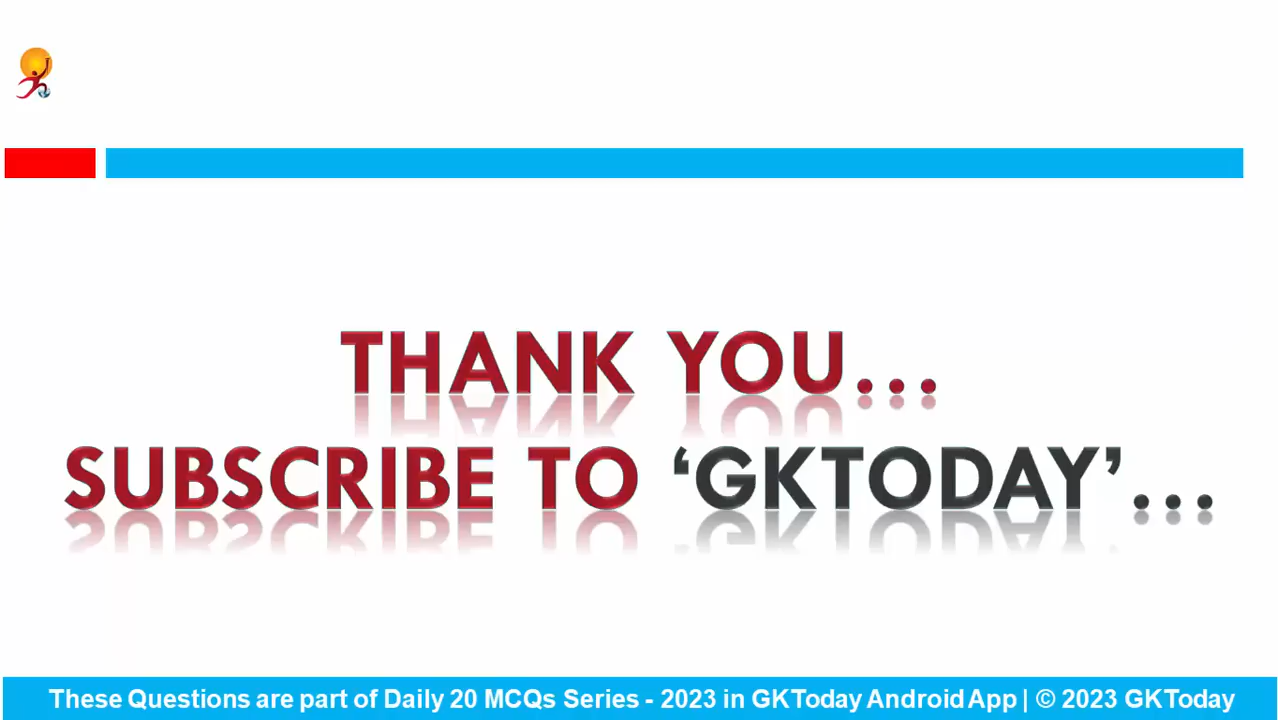 THANK YOU...
SUBSCRIBE TO ‘GKTODAY’...
These Questions are part of Daily 20 MCQs Series - 2023 in GKToday Android App | © 2023 GKToday